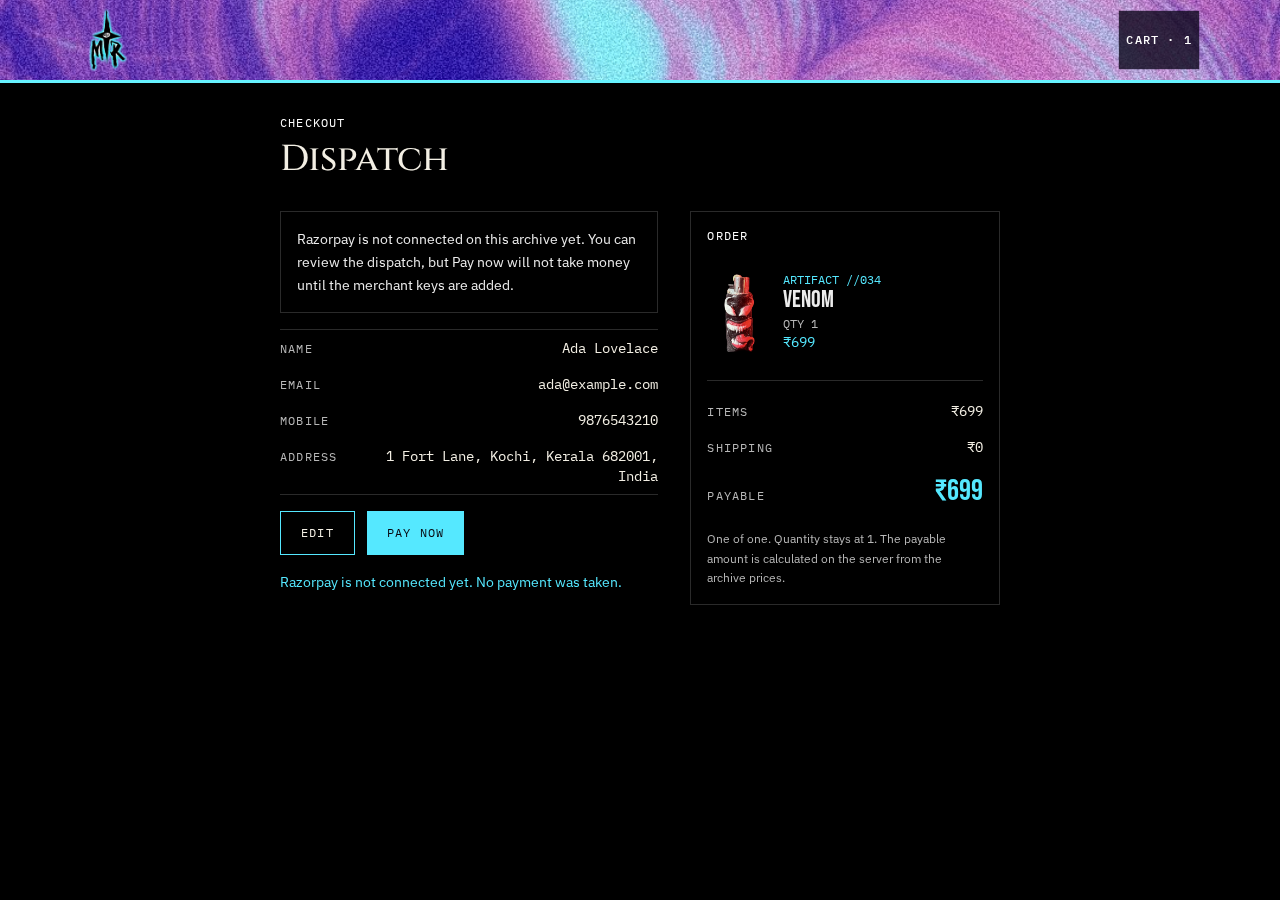 MTR
CART · 1
CHECKOUT
Dispatch
Razorpay is not connected on this archive yet. You can
review the dispatch, but Pay now will not take money
until the merchant keys are added.
NAME
Ada Lovelace
EMAIL
ada@example.com
MOBILE
9876543210
ADDRESS
1 Fort Lane, Kochi, Kerala 682001,
India
EDIT
PAY NOW
Razorpay is not connected yet. No payment was taken.
ORDER
ARTIFACT //034
VENOM
QTY 1
₹699
ITEMS
₹699
SHIPPING
₹0
PAYABLE
₹699
One of one. Quantity stays at 1. The payable
amount is calculated on the server from the
archive prices.